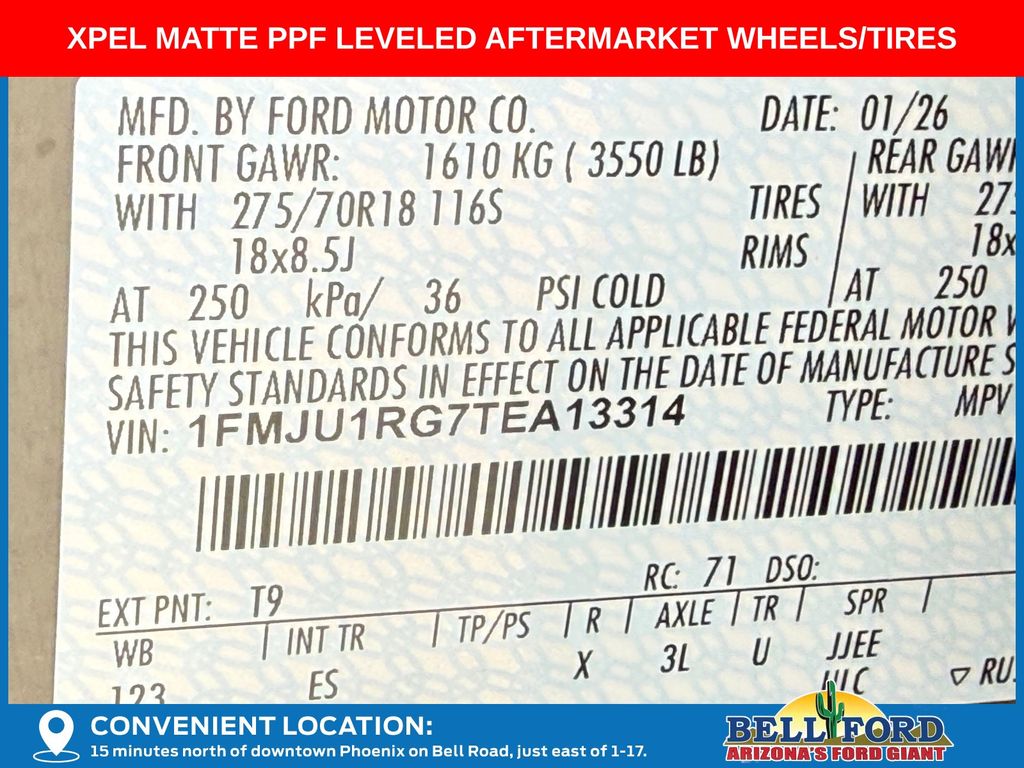 XPEL MATTE PPF LEVELED AFTERMARKET WHEELS/TIRES
MFD. BY FORD MOTOR CO. DATE: 01/26
FRONT GAWR: 1610 KG ( 3550 LB) REAR
WITH 275/70R18 116S TIRES WITH
18x8.5J RIMS
AT 250 kPa/ 36 PSI COLD AT 250
THIS VEHICLE CONFORMS TO ALL APPLICABLE FEDERAL MOTOR
SAFETY STANDARDS IN EFFECT ON THE DATE OF MANUFACTURE
VIN: 1FMJU1RG7TEA13314 TYPE: MPV
EXT PNT: T9 RC: 71 DSO:
WB INT TR TP/PS R AXLE TR SPR
123 ES X 3L U JJEE
CONVENIENT LOCATION:
15 minutes north of downtown Phoenix on Bell Road, just east of 1-17.
BELL FORD
ARIZONA'S FORD GIANT